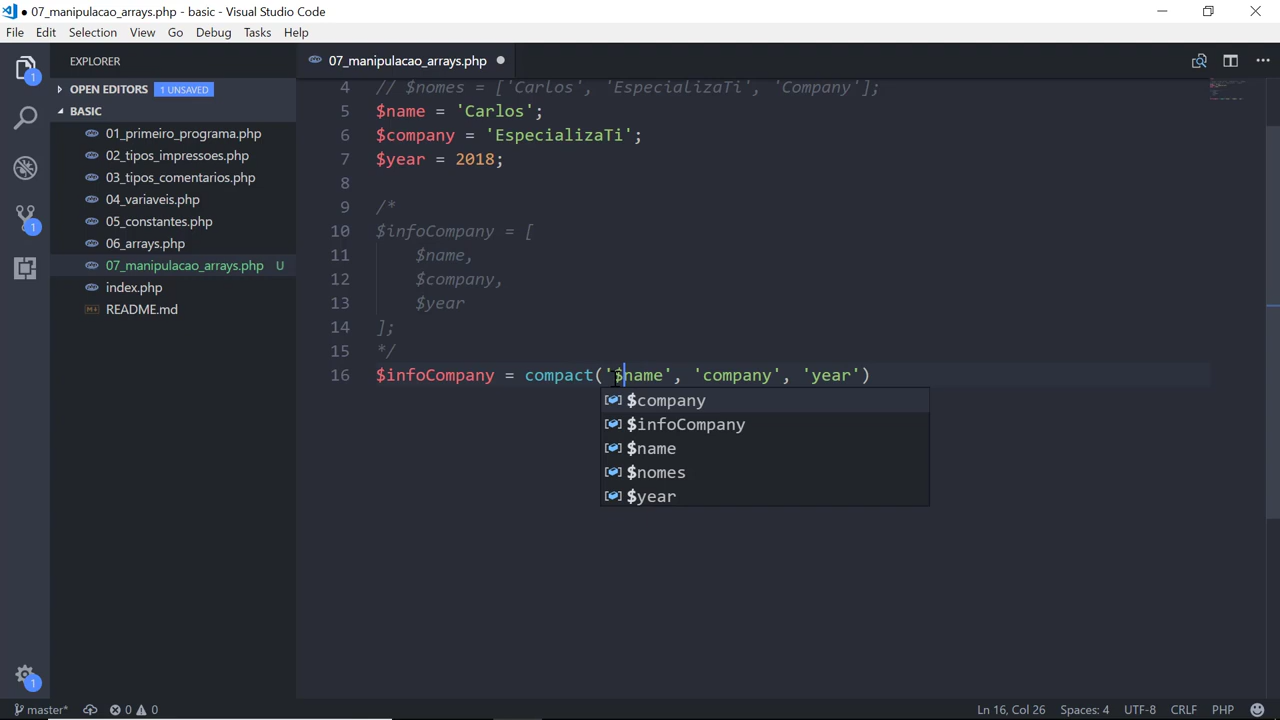 07_manipulacao_arrays.php - basic - Visual Studio Code
File Edit Selection View Go Debug Tasks Help
EXPLORER
07_manipulacao_arrays.php
OPEN EDITORS 1 UNSAVED
BASIC
01_primeiro_programa.php
02_tipos_impressoes.php
03_tipos_comentarios.php
04_variaveis.php
05_constantes.php
06_arrays.php
07_manipulacao_arrays.php U
index.php
README.md
1
1
1
4 // $nomes = ['Carlos', 'EspecializaTi', 'Company'];
5 $name = 'Carlos';
6 $company = 'EspecializaTi';
7 $year = 2018;
8
9 /*
10 $infoCompany = [
11 $name,
12 $company,
13 $year
14 ];
15 */
16 $infoCompany = compact('$name', 'company', 'year')
$company
$infoCompany
$name
$nomes
$year
master* 0 0 Ln 16, Col 26 Spaces: 4 UTF-8 CRLF PHP